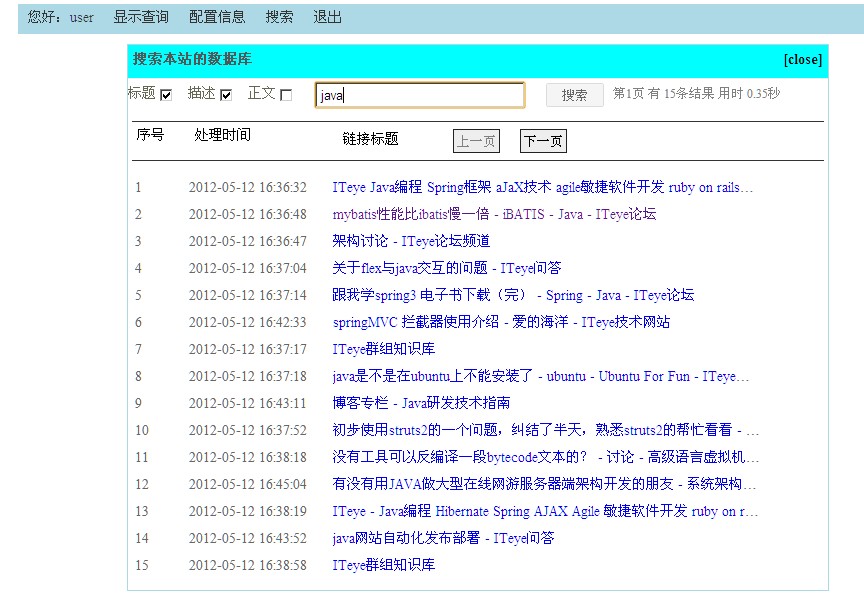 您好：user 显示查询 配置信息 搜索 退出
搜索本站的数据库 [close]
标题 描述 正文 java 搜索 第1页 有 15条结果 用时 0.35秒
序号 处理时间 链接标题 上一页 下一页
1 2012-05-12 16:36:32 ITeye Java编程 Spring框架 aJaX技术 agile敏捷软件开发 ruby on rails…
2 2012-05-12 16:36:48 mybatis性能比ibatis慢一倍 - iBATIS - Java - ITeye论坛
3 2012-05-12 16:36:47 架构讨论 - ITeye论坛频道
4 2012-05-12 16:37:04 关于flex与java交互的问题 - ITeye问答
5 2012-05-12 16:37:14 跟我学spring3 电子书下载（完） - Spring - Java - ITeye论坛
6 2012-05-12 16:42:33 springMVC 拦截器使用介绍 - 爱的海洋 - ITeye技术网站
7 2012-05-12 16:37:17 ITeye群组知识库
8 2012-05-12 16:37:18 java是不是在ubuntu上不能安装了 - ubuntu - Ubuntu For Fun - ITeye…
9 2012-05-12 16:43:11 博客专栏 - Java研发技术指南
10 2012-05-12 16:37:52 初步使用struts2的一个问题，纠结了半天，熟悉struts2的帮忙看看 - …
11 2012-05-12 16:38:18 没有工具可以反编译一段bytecode文本的？ - 讨论 - 高级语言虚拟机…
12 2012-05-12 16:45:04 有没有用JAVA做大型在线网游服务器端架构开发的朋友 - 系统架构…
13 2012-05-12 16:38:19 ITeye - Java编程 Hibernate Spring AJAX Agile 敏捷软件开发 ruby on r…
14 2012-05-12 16:43:52 java网站自动化发布部署 - ITeye问答
15 2012-05-12 16:38:58 ITeye群组知识库